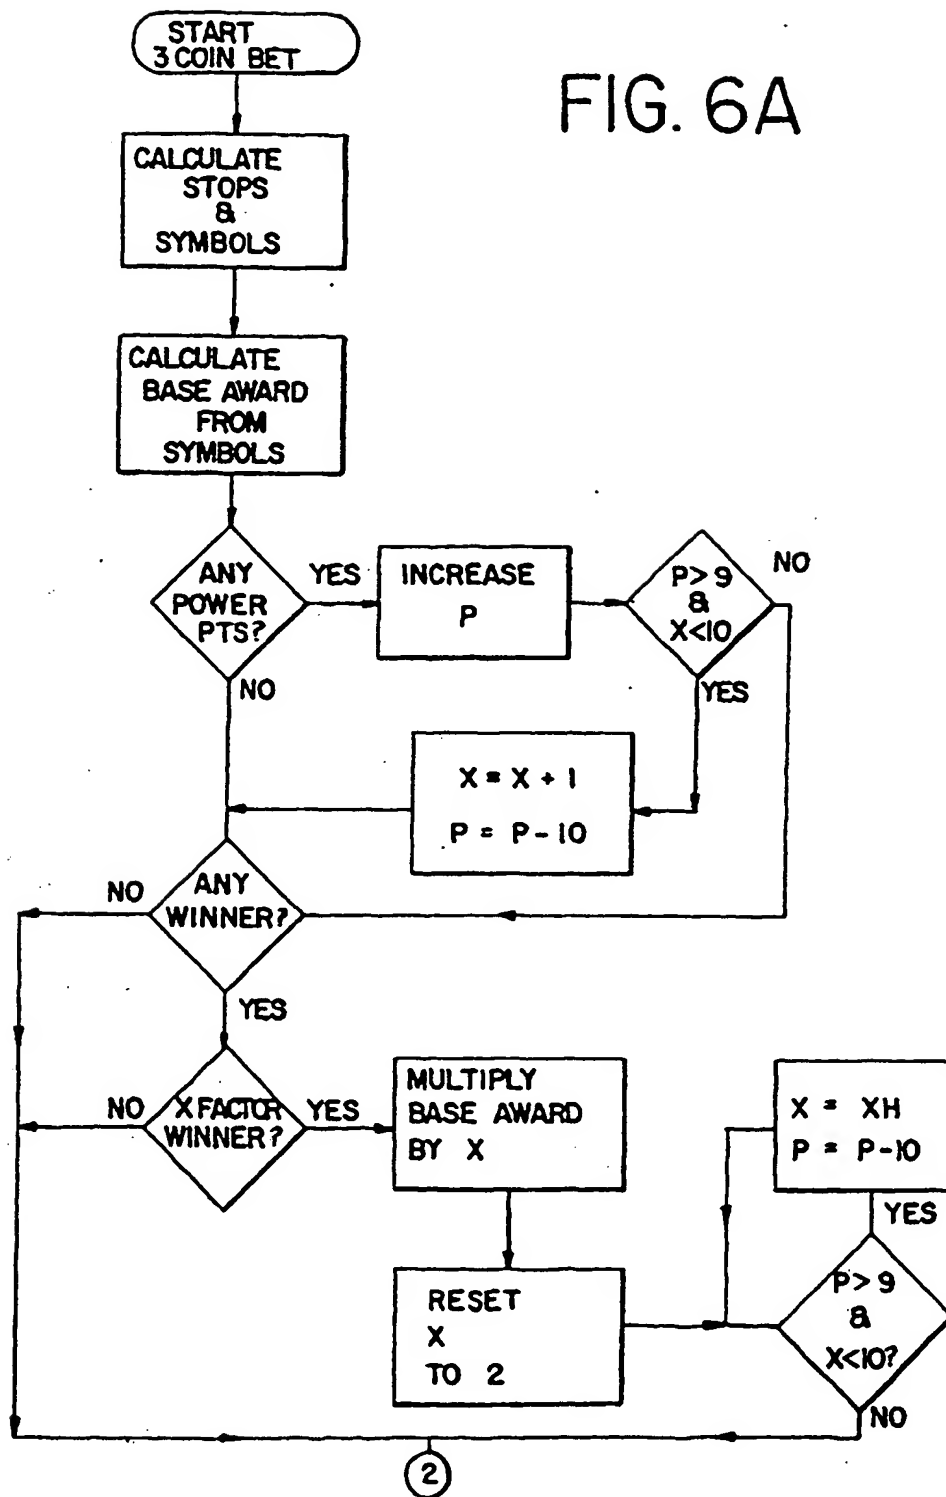 START
3 COIN BET
FIG. 6A
CALCULATE
STOPS
&
SYMBOLS
CALCULATE
BASE AWARD
FROM
SYMBOLS
ANY
POWER
PTS?
YES
NO
INCREASE
P
P>9
&
X<10
NO
YES
X = X + 1
P = P-10
ANY
WINNER?
NO
YES
X FACTOR
WINNER?
NO
YES
MULTIPLY
BASE AWARD
BY X
RESET
X
TO 2
X = XH
P = P-10
YES
P>9
&
X<10?
NO
2